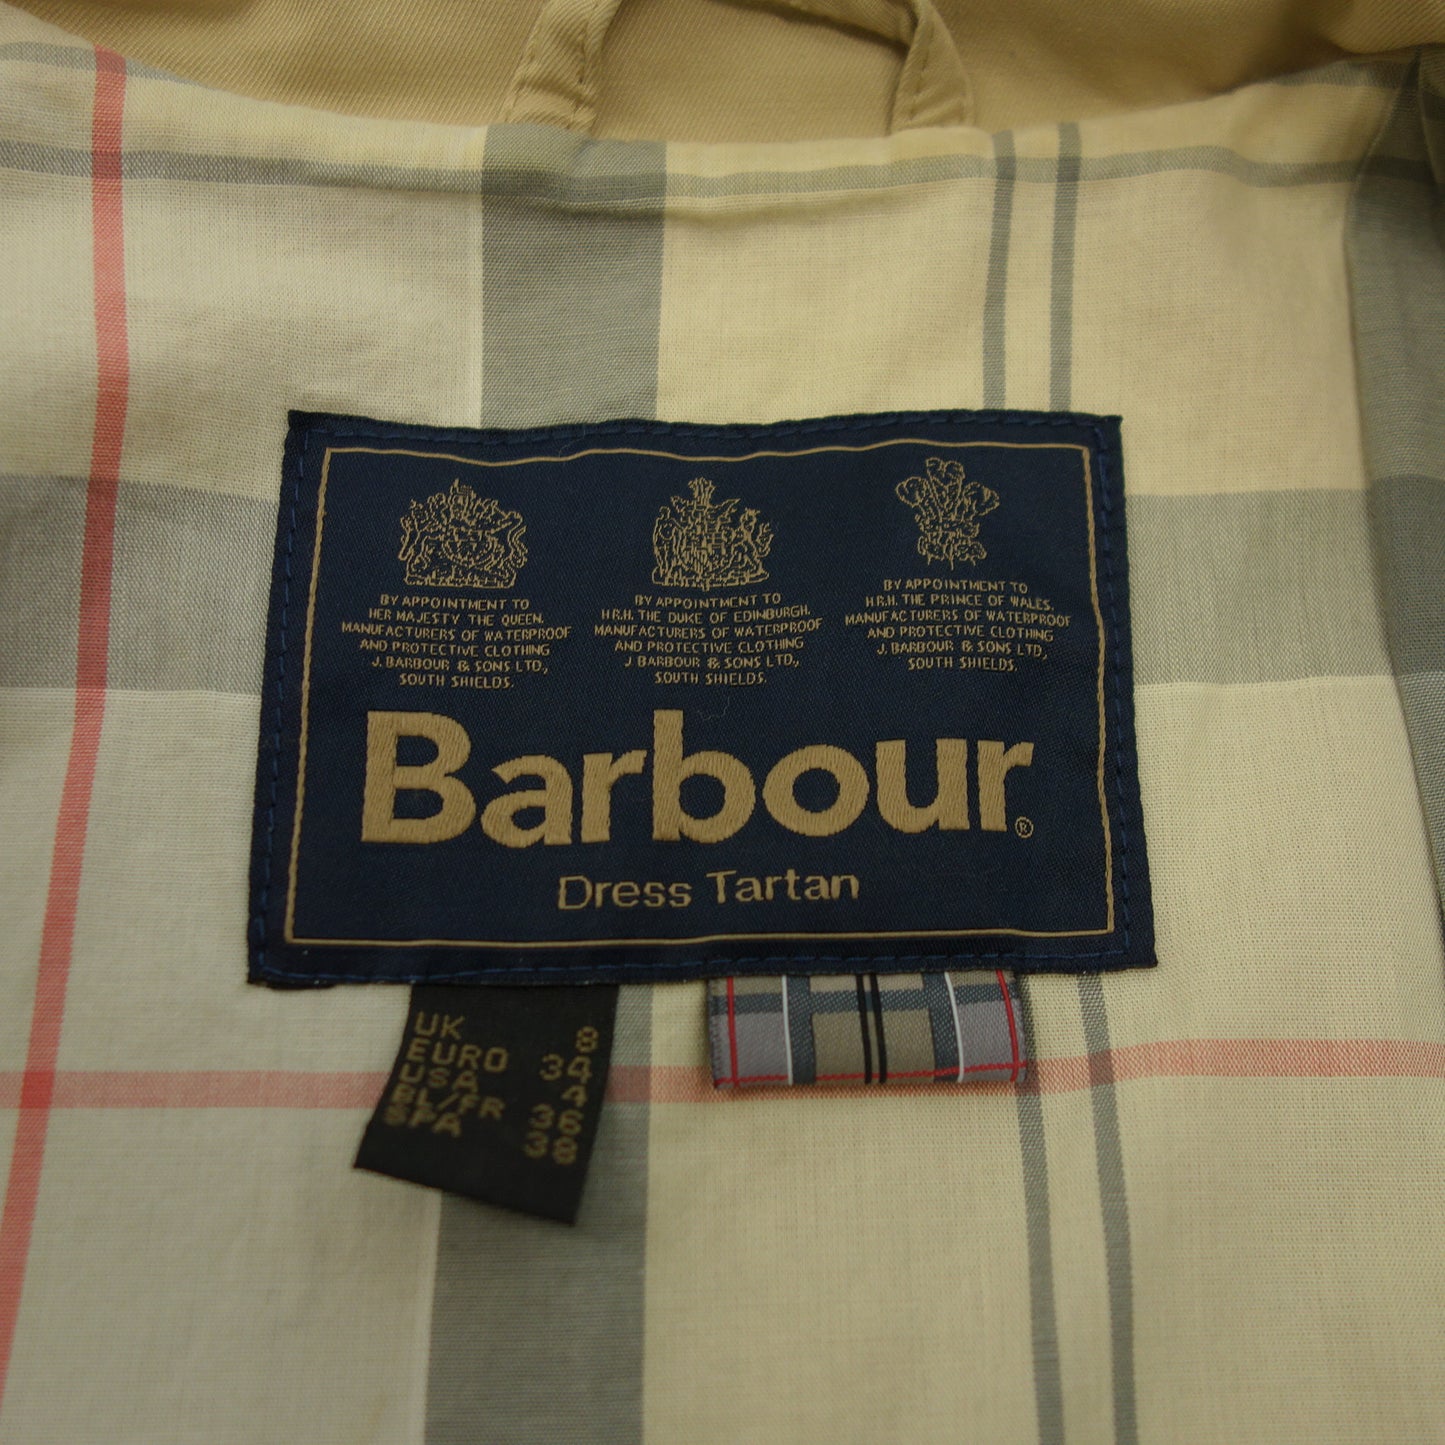 BY APPOINTMENT TO
HER MAJESTY THE QUEEN.
MANUFACTURERS OF WATERPROOF
AND PROTECTIVE CLOTHING
J. BARBOUR & SONS LTD,
SOUTH SHIELDS.
BY APPOINTMENT TO
H.R.H. THE DUKE OF EDINBURGH.
MANUFACTURERS OF WATERPROOF
AND PROTECTIVE CLOTHING
J. BARBOUR & SONS LTD,
SOUTH SHIELDS.
BY APPOINTMENT TO
H.R.H. THE PRINCE OF WALES.
MANUFACTURERS OF WATERPROOF
AND PROTECTIVE CLOTHING
J. BARBOUR & SONS LTD,
SOUTH SHIELDS.
Barbour®
Dress Tartan
UK 8
EURO 34
USA 4
BL/FR 36
SPA 38